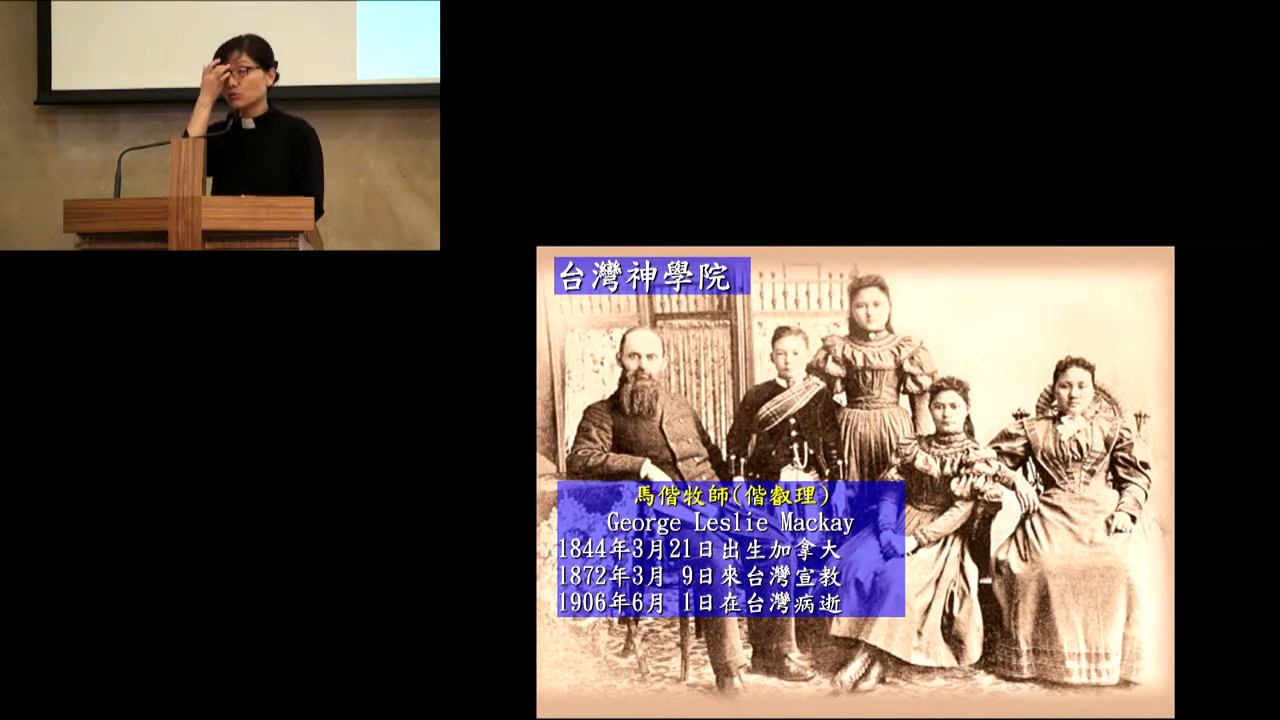 台灣神學院
馬偕牧師(偕叡理)
George Leslie Mackay
1844年3月21日出生加拿大
1872年3月 9日來台灣宣教
1906年6月 1日在台灣病逝